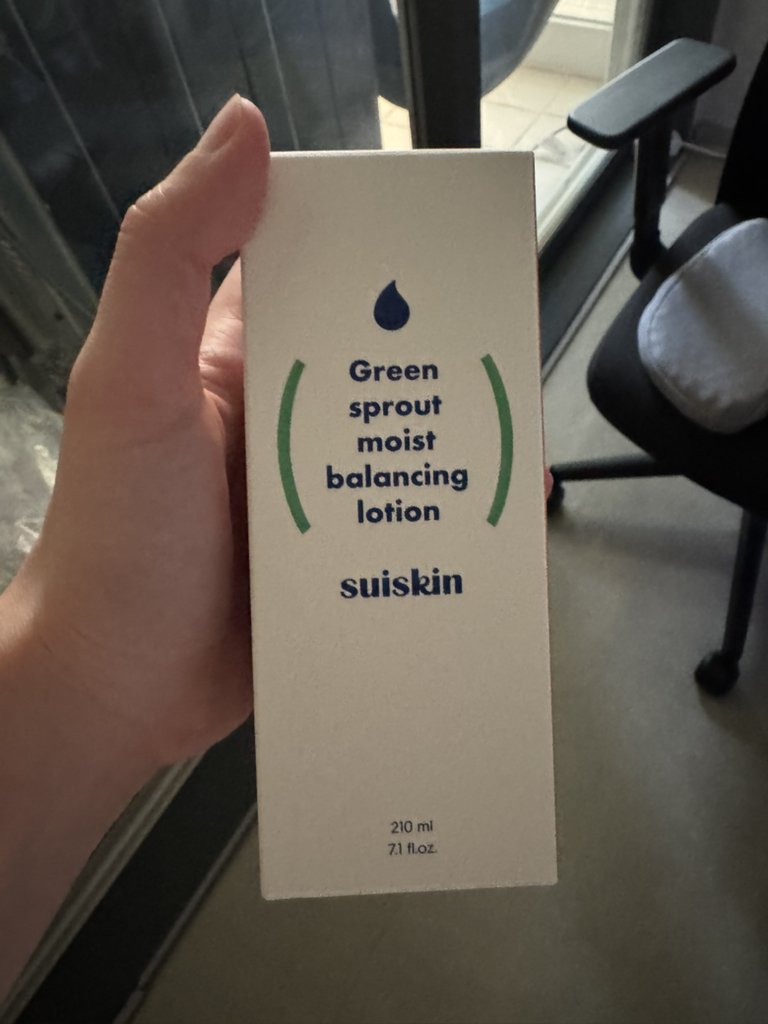 Green
sprout
moist
balancing
lotion
suiskin
210 ml
7.1 fl.oz.